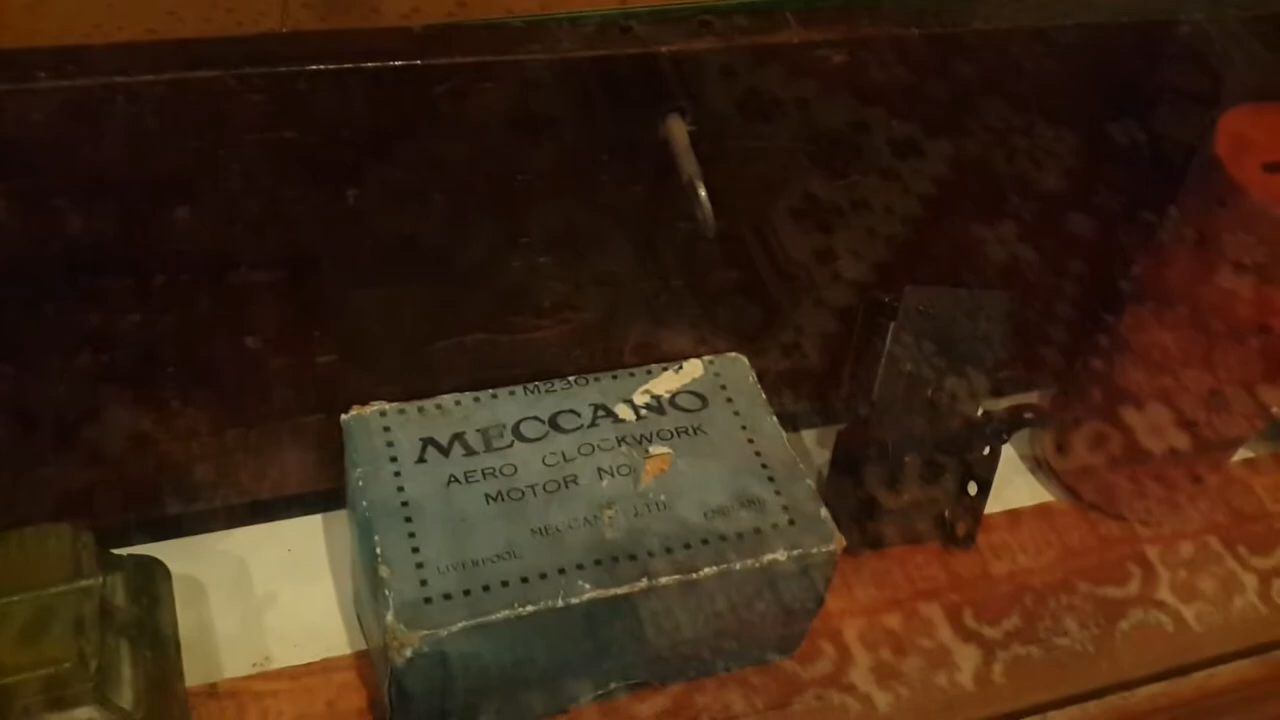 M230
MECCANO
AERO CLOCKWORK
MOTOR NO
MECCANO LTD.
LIVERPOOL
ENGLAND